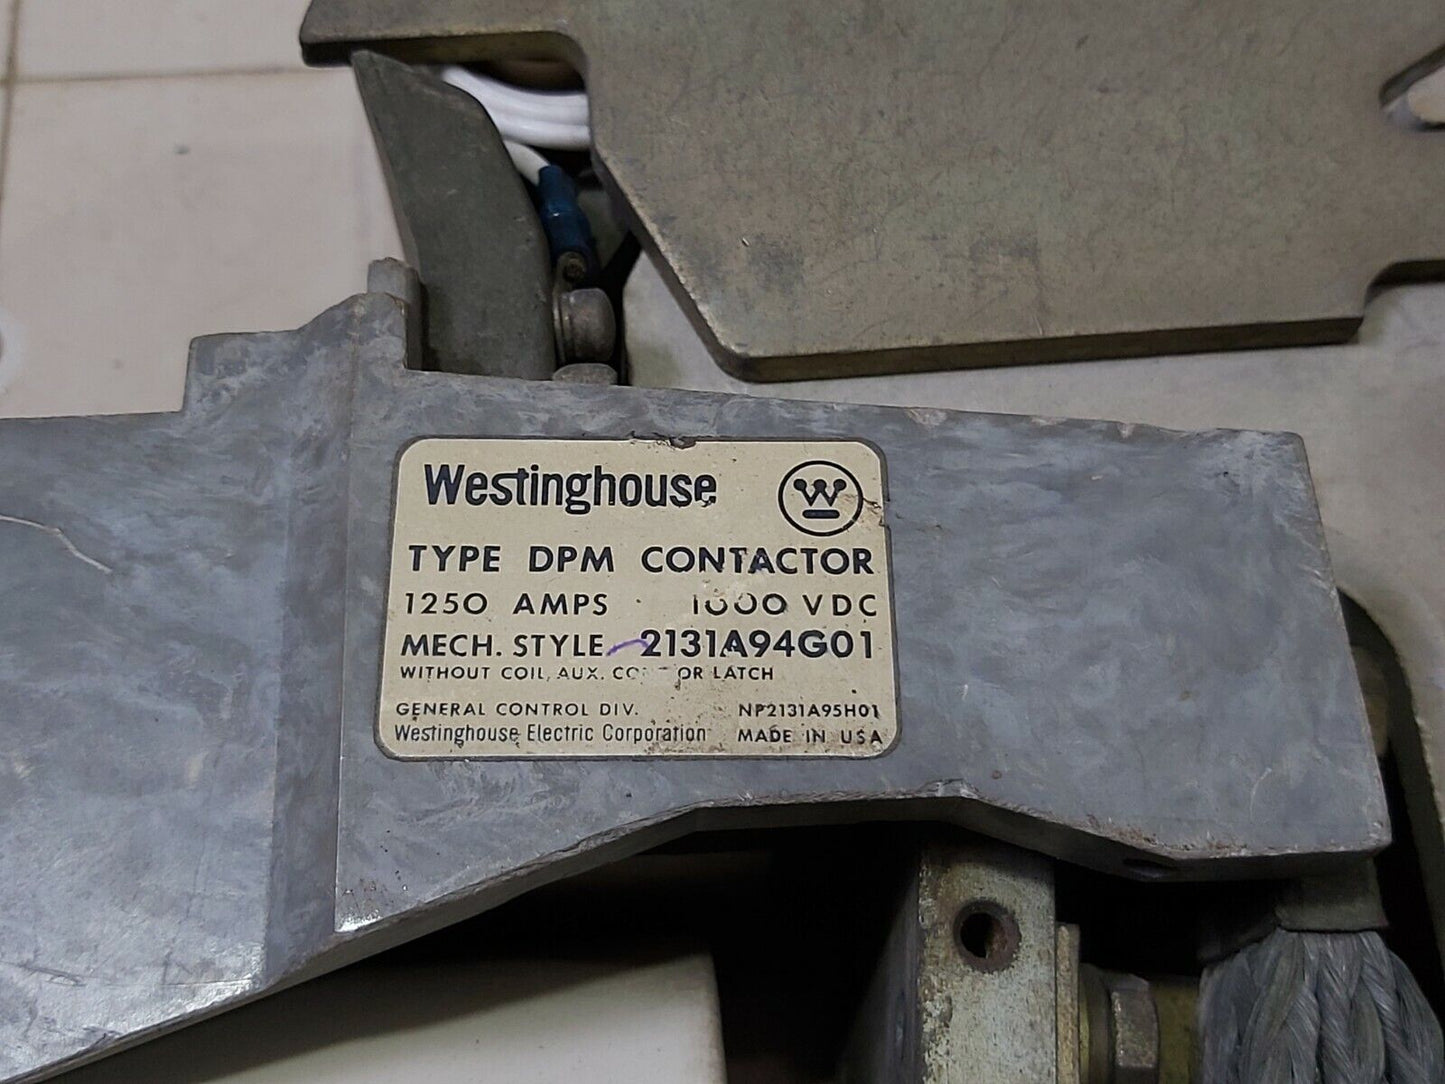 Westinghouse W
TYPE DPM CONTACTOR
1250 AMPS 1000 VDC
MECH. STYLE 2131A94G01
WITHOUT COIL, AUX. OR LATCH
GENERAL CONTROL DIV. NP2131A95H01
Westinghouse Electric Corporation MADE IN USA